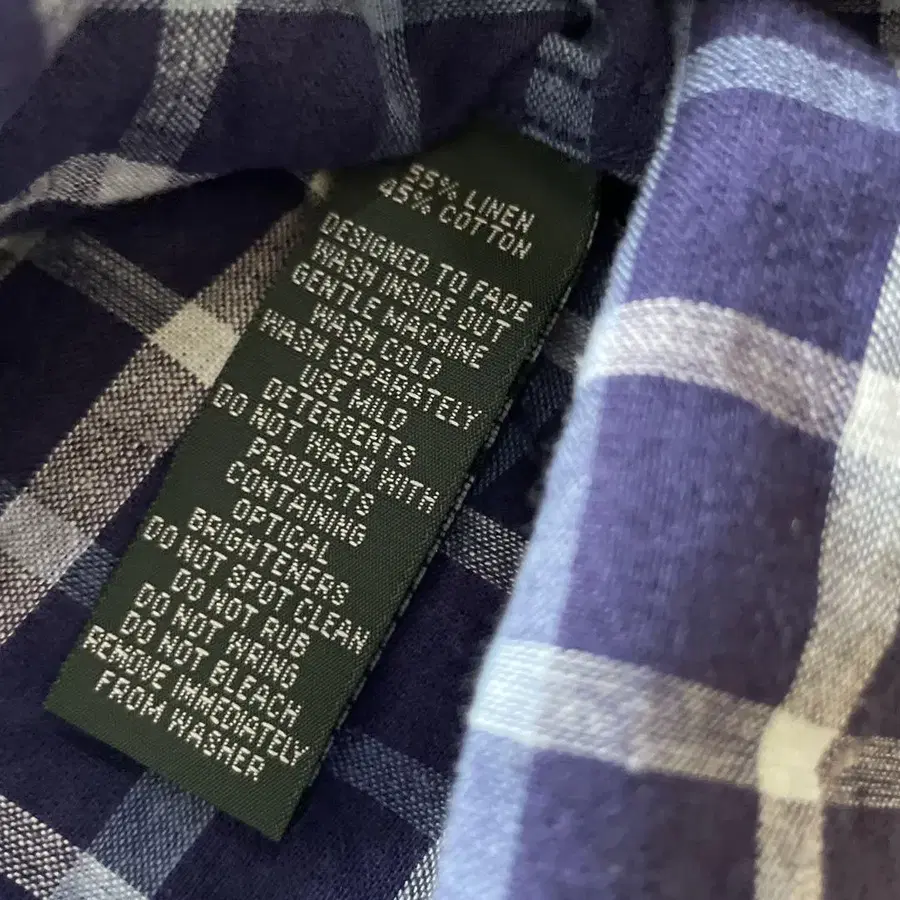 55% LINEN
45% COTTON
DESIGNED TO FADE
WASH INSIDE OUT
GENTLE MACHINE
WASH COLD
WASH SEPARATELY
USE MILD
DETERGENTS
DO NOT WASH WITH
PRODUCTS
CONTAINING
OPTICAL
BRIGHTENERS
DO NOT SPOT CLEAN
DO NOT RUB
DO NOT WRING
DO NOT BLEACH
REMOVE IMMEDIATELY
FROM WASHER